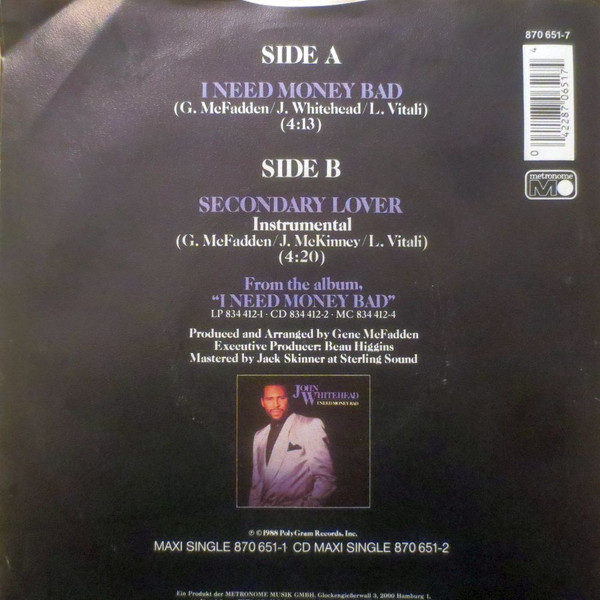 870 651-7
4
0 42287 06517
metronome
M
SIDE A
I NEED MONEY BAD
(G. McFadden/J. Whitehead/L. Vitali)
(4:13)
SIDE B
SECONDARY LOVER
Instrumental
(G. McFadden/J. McKinney/L. Vitali)
(4:20)
From the album,
“I NEED MONEY BAD”
LP 834 412-1 · CD 834 412-2 · MC 834 412-4
Produced and Arranged by Gene McFadden
Executive Producer: Beau Higgins
Mastered by Jack Skinner at Sterling Sound
JOHN
WHITEHEAD
I NEED MONEY BAD
℗ © 1988 PolyGram Records, Inc.
MAXI SINGLE 870 651-1 CD MAXI SINGLE 870 651-2
Ein Produkt der METRONOME MUSIK GMBH, Glockengießerwall 3, 2000 Hamburg 1,